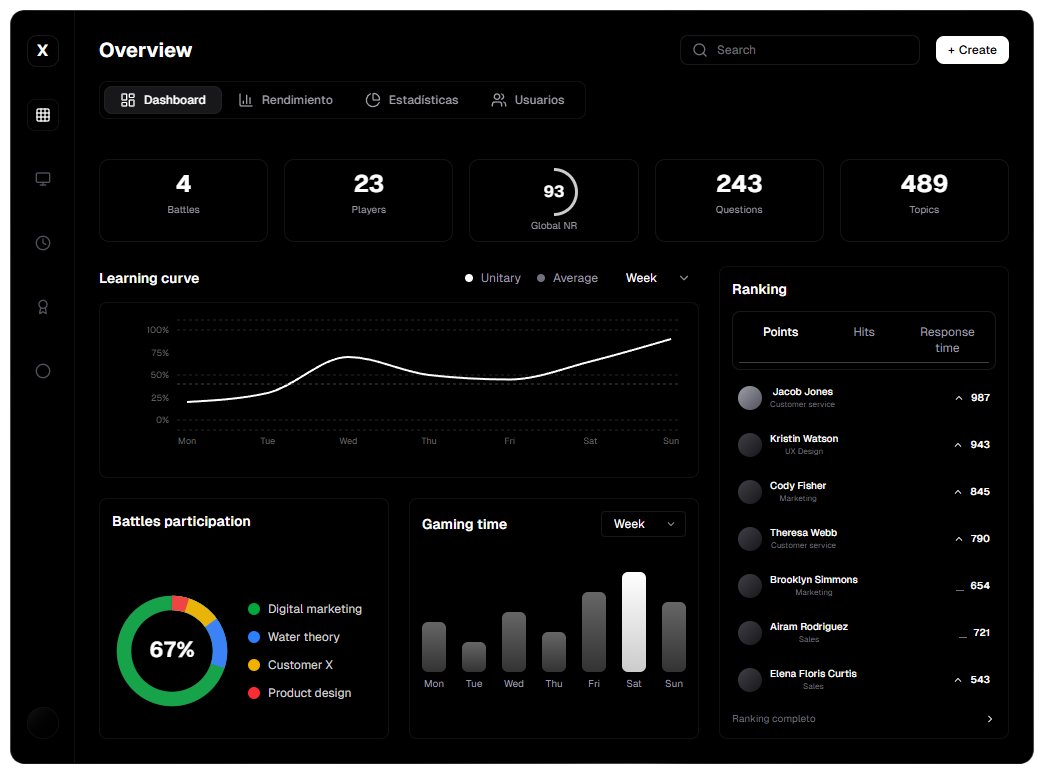 X
Overview
Search
+ Create
Dashboard
Rendimiento
Estadísticas
Usuarios
4
Battles
23
Players
93
Global NR
243
Questions
489
Topics
Learning curve
Unitary
Average
Week
100%
75%
50%
25%
0%
Mon
Tue
Wed
Thu
Fri
Sat
Sun
Battles participation
67%
Digital marketing
Water theory
Customer X
Product design
Gaming time
Week
Mon
Tue
Wed
Thu
Fri
Sat
Sun
Ranking
Points
Hits
Response
time
Jacob Jones
Customer service
987
Kristin Watson
UX Design
943
Cody Fisher
Marketing
845
Theresa Webb
Customer service
790
Brooklyn Simmons
Marketing
654
Airam Rodriguez
Sales
721
Elena Floris Curtis
Sales
543
Ranking completo